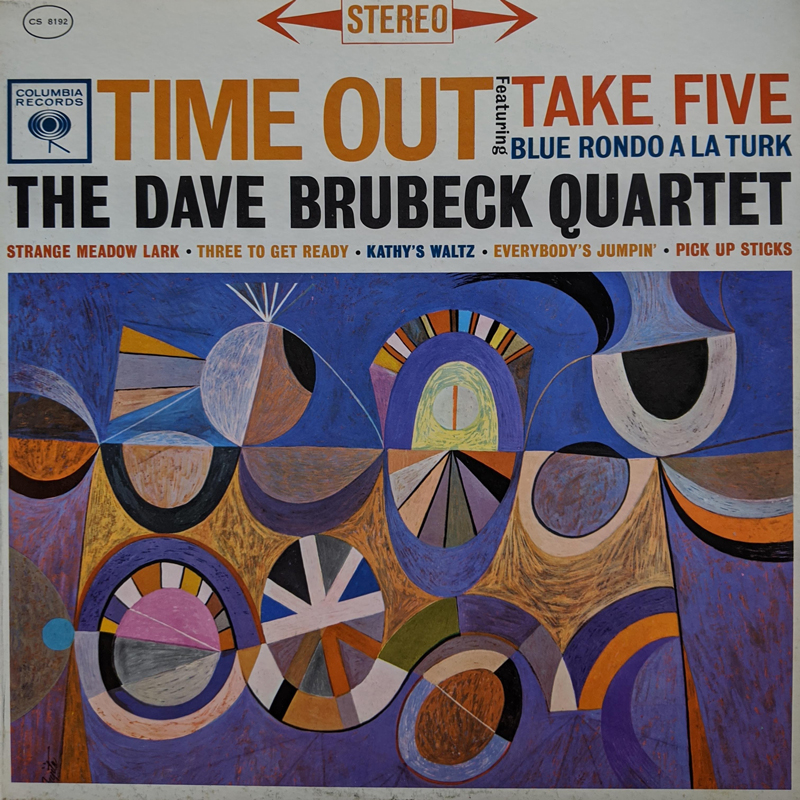 CS 8192
STEREO
COLUMBIA
RECORDS
TIME OUT
Featuring
TAKE FIVE
BLUE RONDO A LA TURK
THE DAVE BRUBECK QUARTET
STRANGE MEADOW LARK • THREE TO GET READY • KATHY'S WALTZ • EVERYBODY'S JUMPIN' • PICK UP STICKS